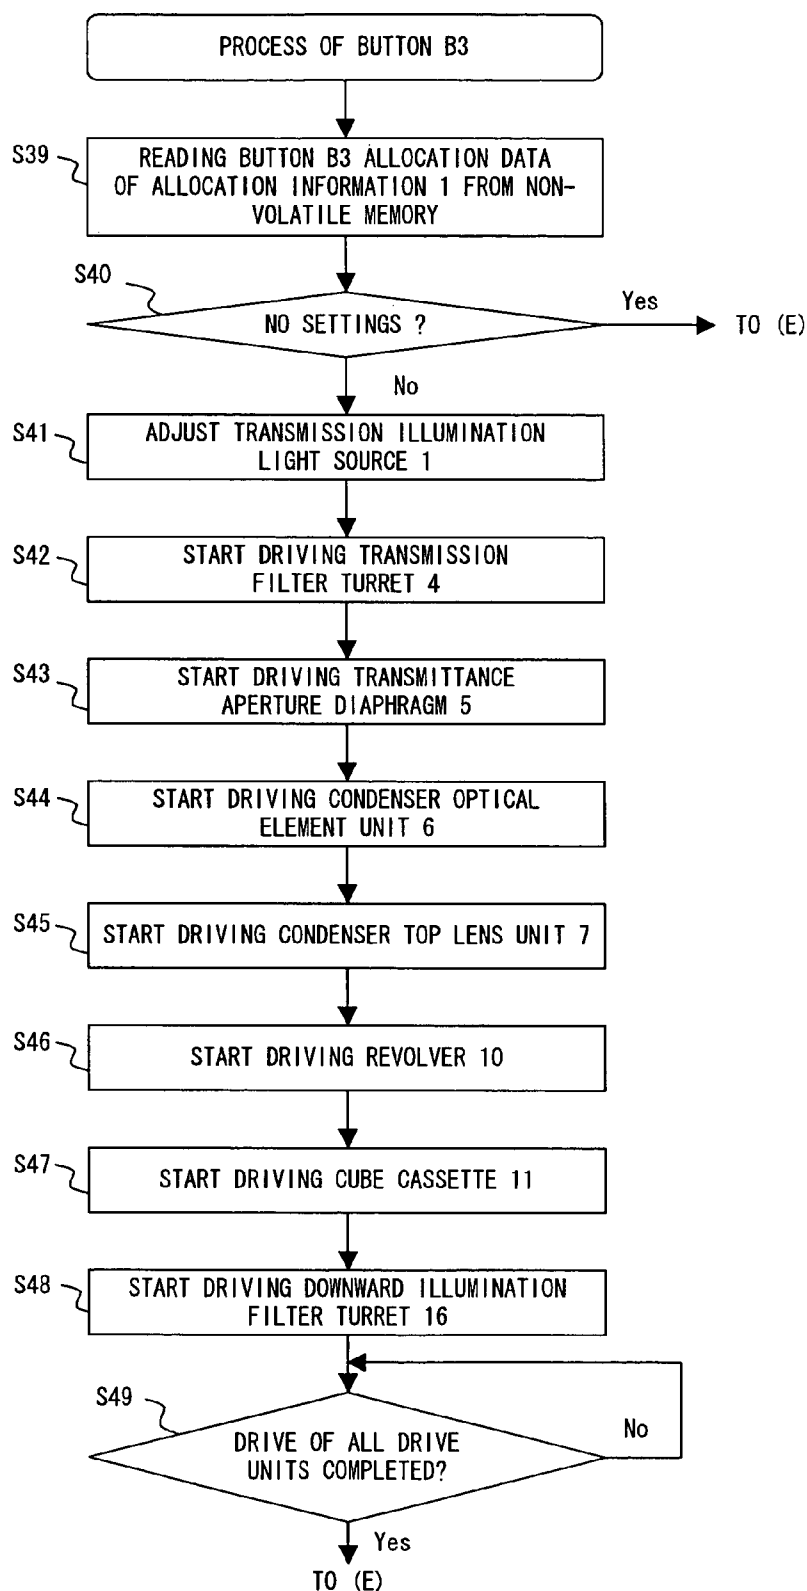 PROCESS OF BUTTON B3
S39
READING BUTTON B3 ALLOCATION DATA
OF ALLOCATION INFORMATION 1 FROM NON-
VOLATILE MEMORY
S40
NO SETTINGS ?
Yes
TO (E)
No
S41
ADJUST TRANSMISSION ILLUMINATION
LIGHT SOURCE 1
S42
START DRIVING TRANSMISSION
FILTER TURRET 4
S43
START DRIVING TRANSMITTANCE
APERTURE DIAPHRAGM 5
S44
START DRIVING CONDENSER OPTICAL
ELEMENT UNIT 6
S45
START DRIVING CONDENSER TOP LENS UNIT 7
S46
START DRIVING REVOLVER 10
S47
START DRIVING CUBE CASSETTE 11
S48
START DRIVING DOWNWARD ILLUMINATION
FILTER TURRET 16
S49
DRIVE OF ALL DRIVE
UNITS COMPLETED?
No
Yes
TO (E)